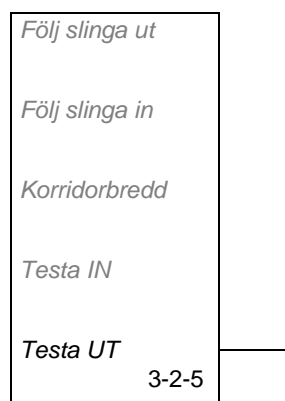 Följ slinga ut
Följ slinga in
Korridorbredd
Testa IN
Testa UT
3-2-5